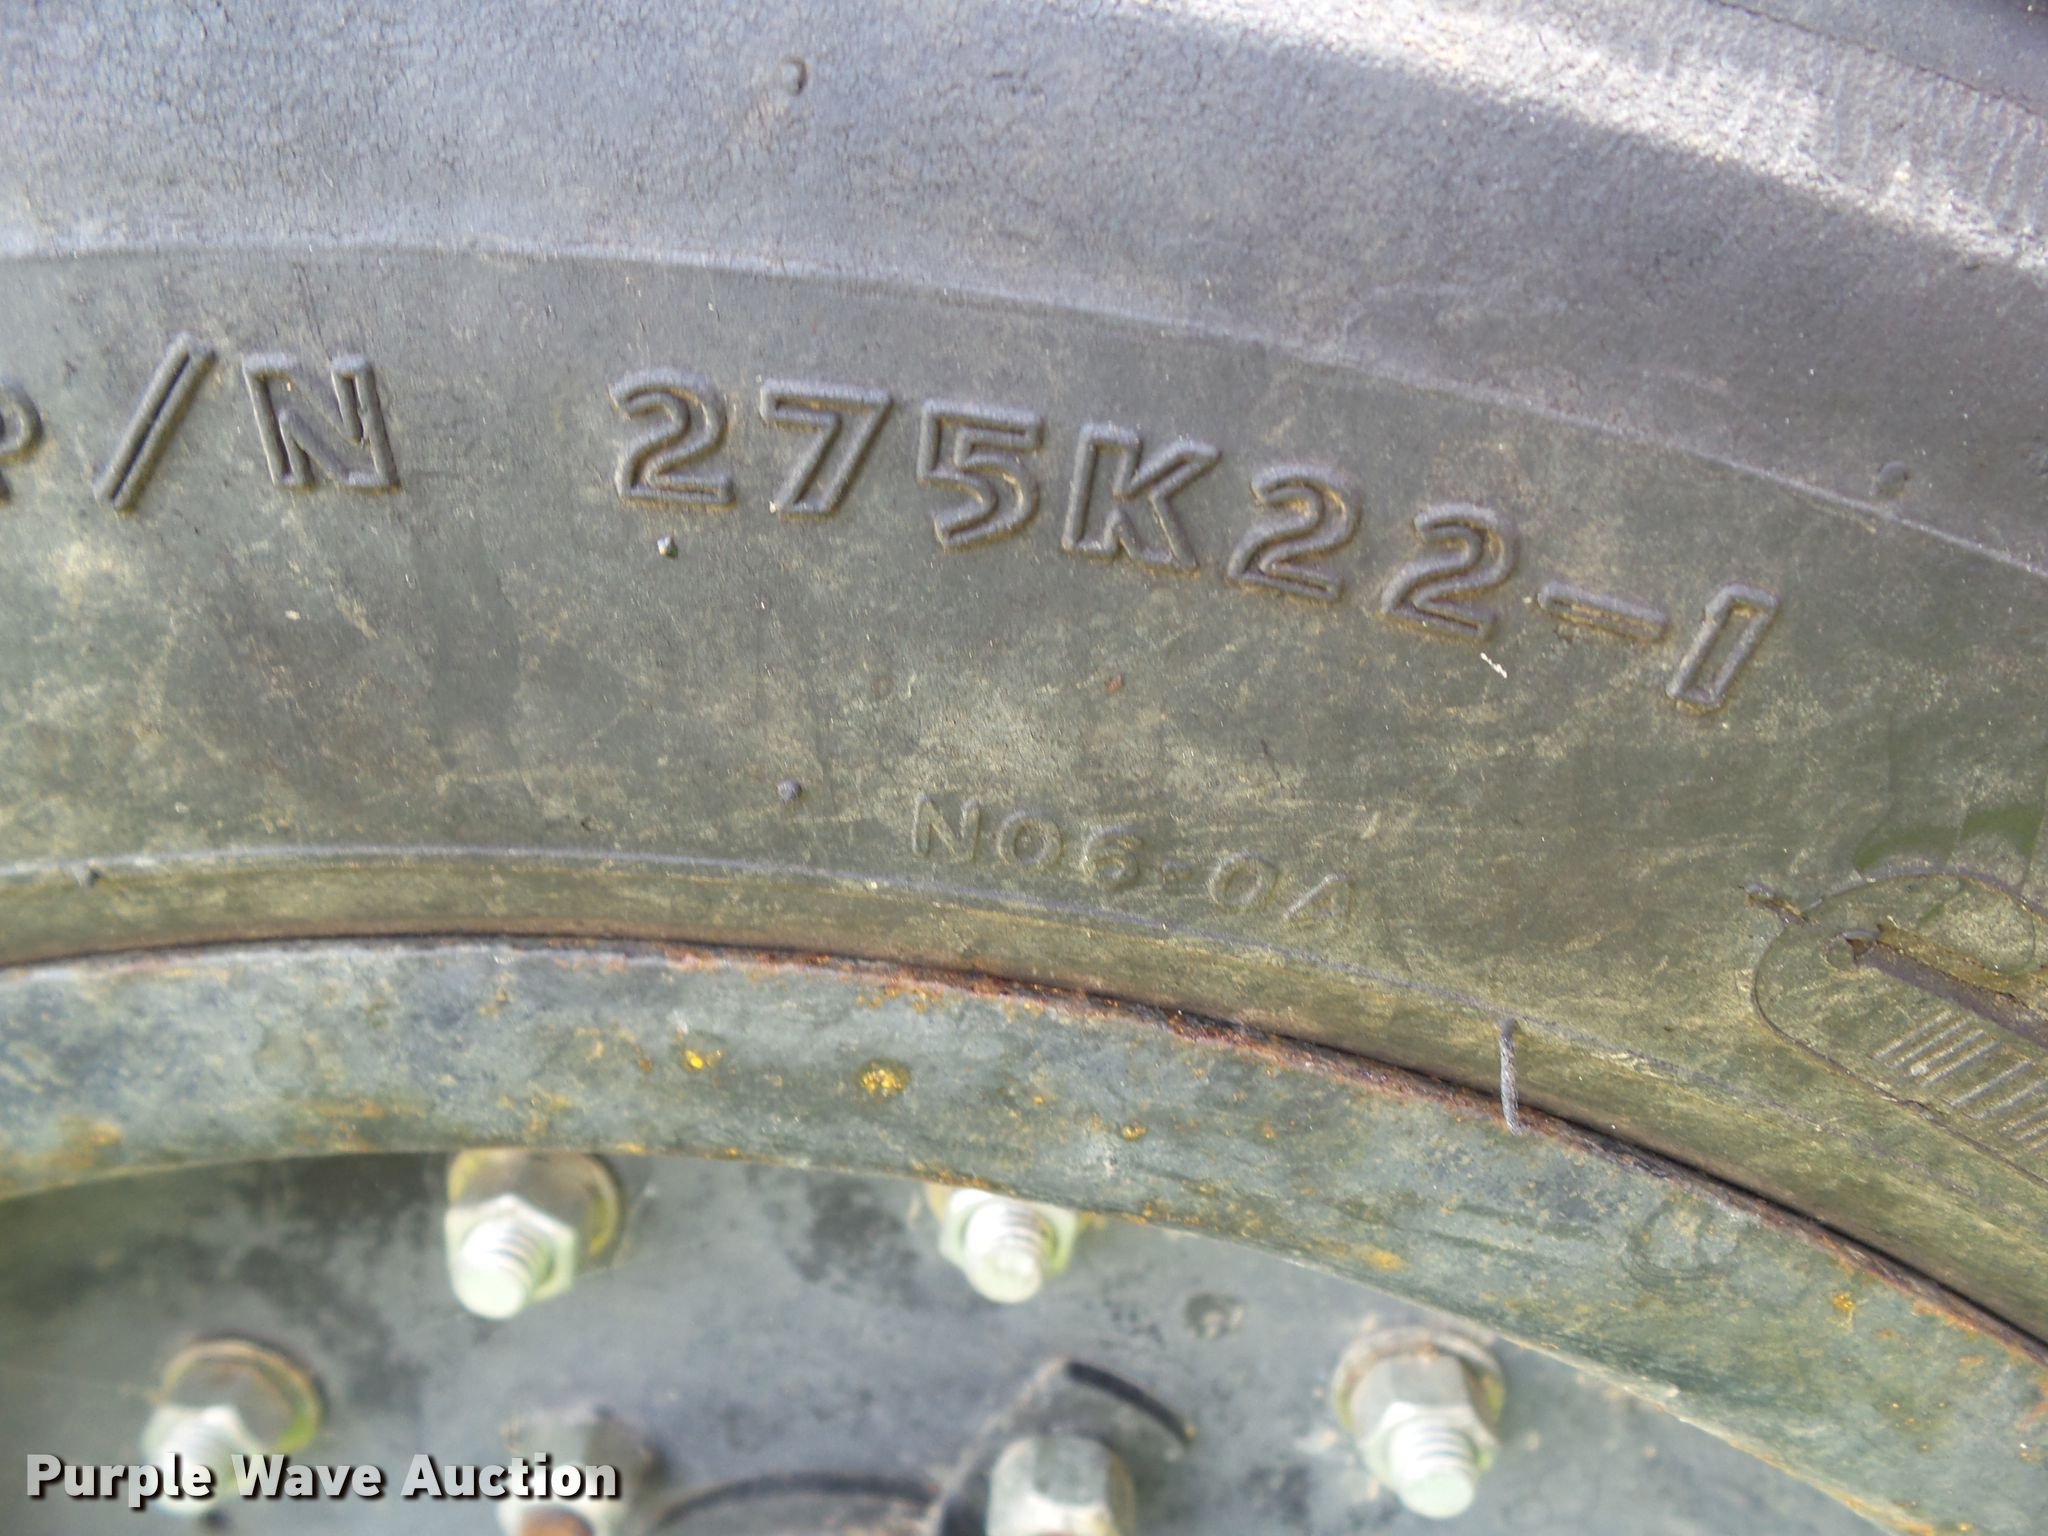 P/N 275K22-1
N06-0A
Purple Wave Auction